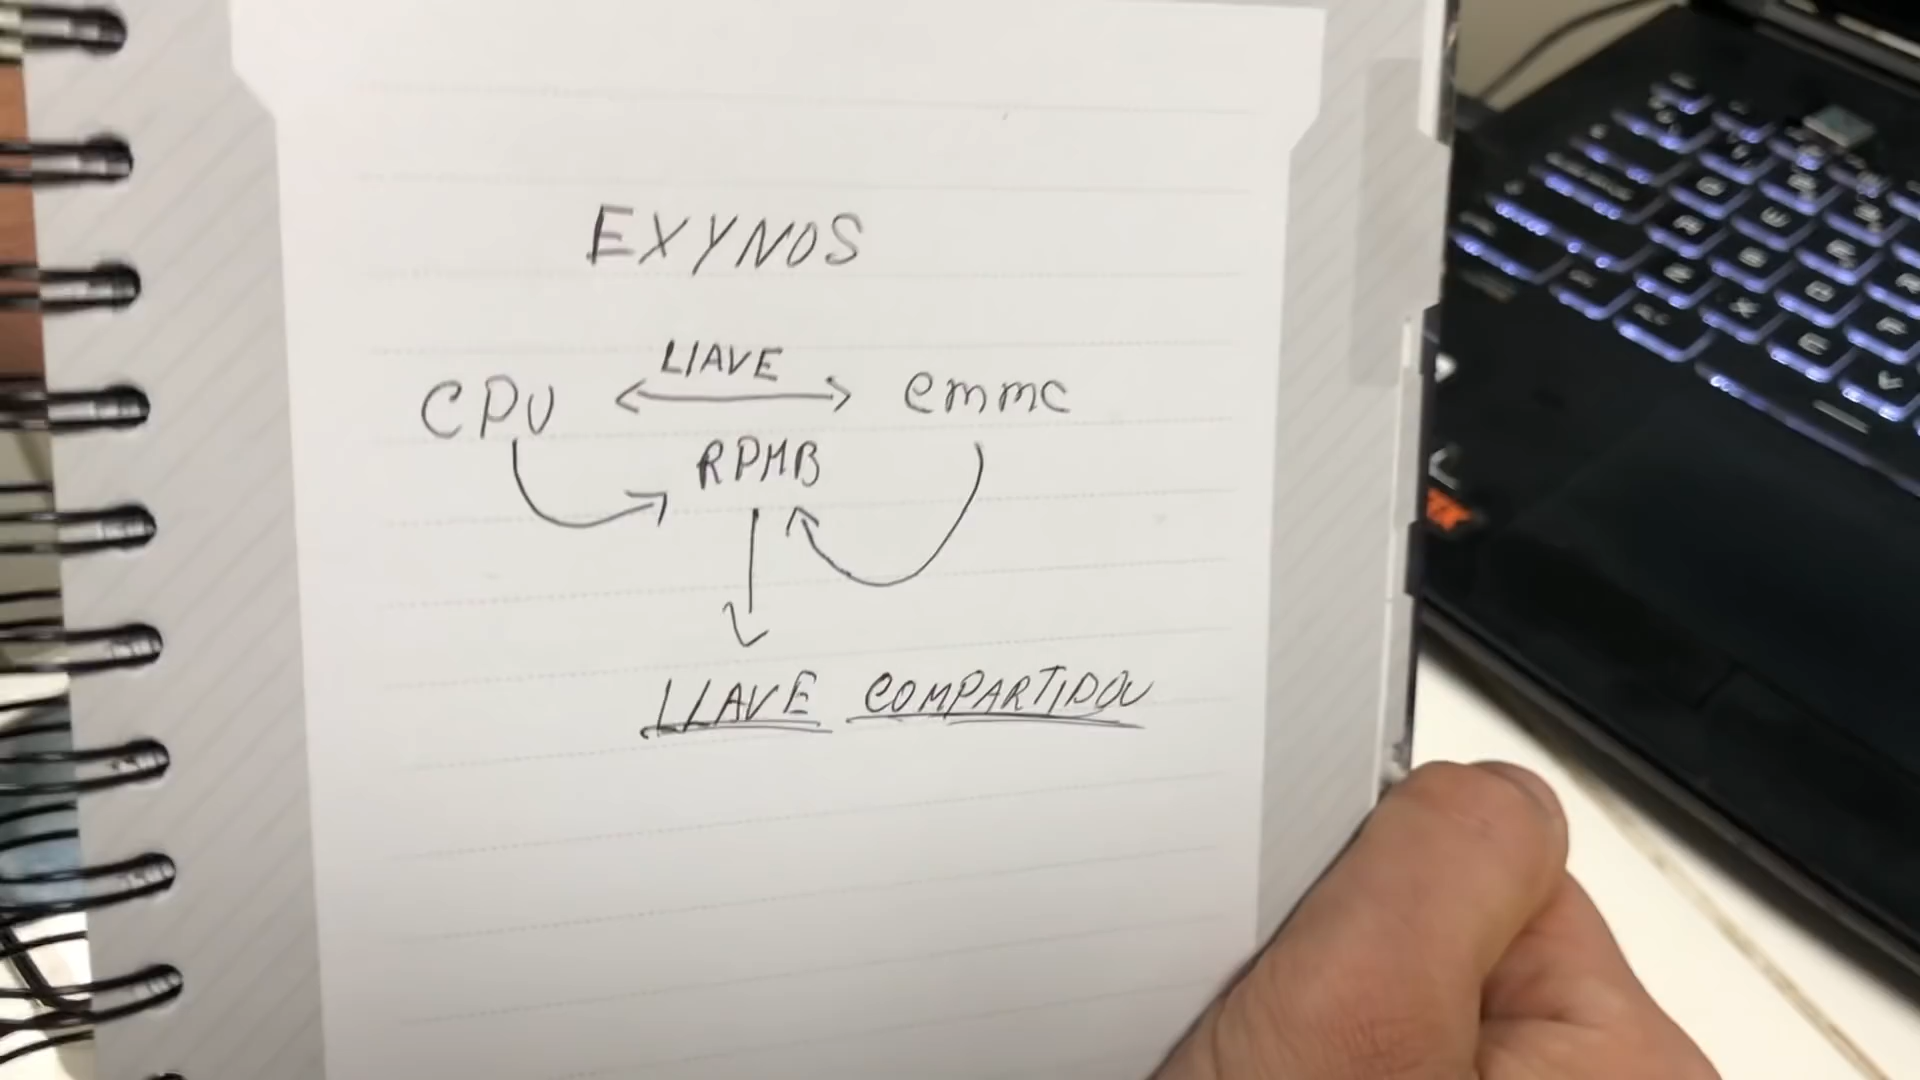 EXYNOS
LLAVE
CPU emmc
RPMB
LLAVE COMPARTIDA